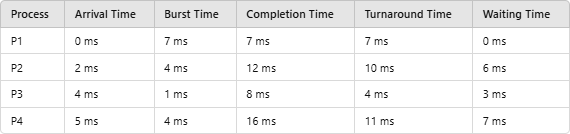 Process Arrival Time Burst Time Completion Time Turnaround Time Waiting Time
P1 0 ms 7 ms 7 ms 7 ms 0 ms
P2 2 ms 4 ms 12 ms 10 ms 6 ms
P3 4 ms 1 ms 8 ms 4 ms 3 ms
P4 5 ms 4 ms 16 ms 11 ms 7 ms